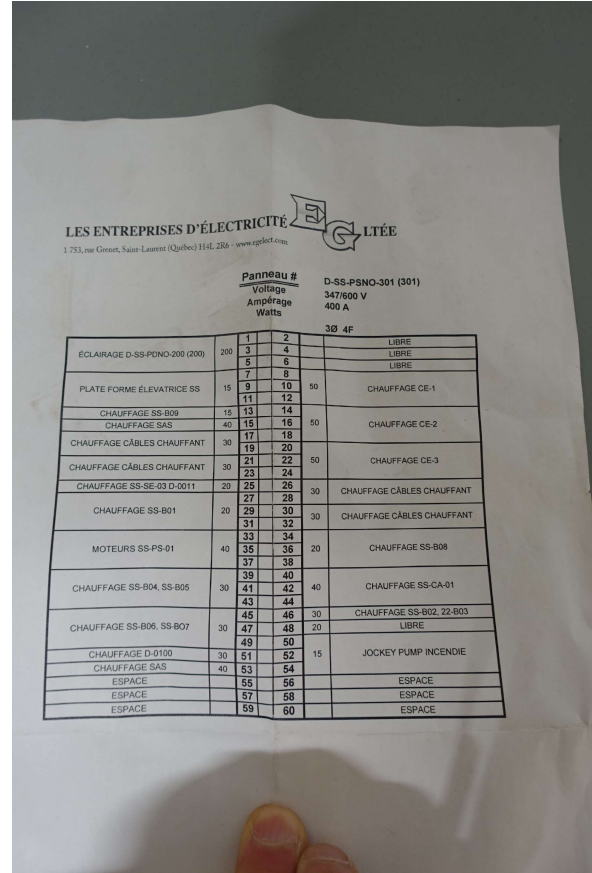 LES ENTREPRISES D'ÉLECTRICITÉ EG LTÉE
1 753, rue Grenet, Saint-Laurent (Québec) H4L 2R6 - www.egelect.com
Panneau # D-SS-PSNO-301 (301)
Voltage 347/600 V
Ampérage 400 A
Watts
3Ø 4F
1 2 LIBRE
ÉCLAIRAGE D-SS-PDNO-200 (200) 200 3 4 LIBRE
5 6 LIBRE
7 8
PLATE FORME ÉLEVATRICE SS 15 9 10 50 CHAUFFAGE CE-1
11 12
CHAUFFAGE SS-B09 15 13 14
CHAUFFAGE SAS 40 15 16 50 CHAUFFAGE CE-2
CHAUFFAGE CÂBLES CHAUFFANT 30 17 18
19 20
CHAUFFAGE CÂBLES CHAUFFANT 30 21 22 50 CHAUFFAGE CE-3
23 24
CHAUFFAGE SS-SE-03 D-0011 20 25 26 30 CHAUFFAGE CÂBLES CHAUFFANT
27 28
CHAUFFAGE SS-B01 20 29 30 30 CHAUFFAGE CÂBLES CHAUFFANT
31 32
33 34
MOTEURS SS-PS-01 40 35 36 20 CHAUFFAGE SS-B08
37 38
39 40
CHAUFFAGE SS-B04, SS-B05 30 41 42 40 CHAUFFAGE SS-CA-01
43 44
45 46 30 CHAUFFAGE SS-B02, 22-B03
CHAUFFAGE SS-B06, SS-BO7 30 47 48 20 LIBRE
49 50
CHAUFFAGE D-0100 30 51 52 15 JOCKEY PUMP INCENDIE
CHAUFFAGE SAS 40 53 54
ESPACE 55 56 ESPACE
ESPACE 57 58 ESPACE
ESPACE 59 60 ESPACE